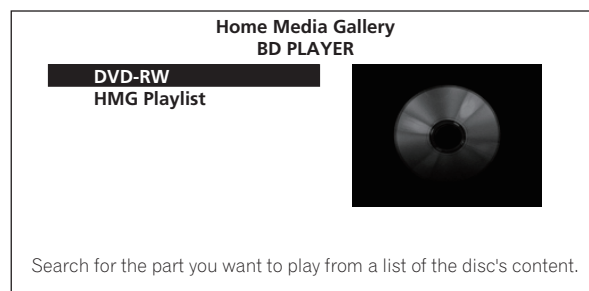 Home Media Gallery
BD PLAYER
DVD-RW
HMG Playlist
Search for the part you want to play from a list of the disc's content.